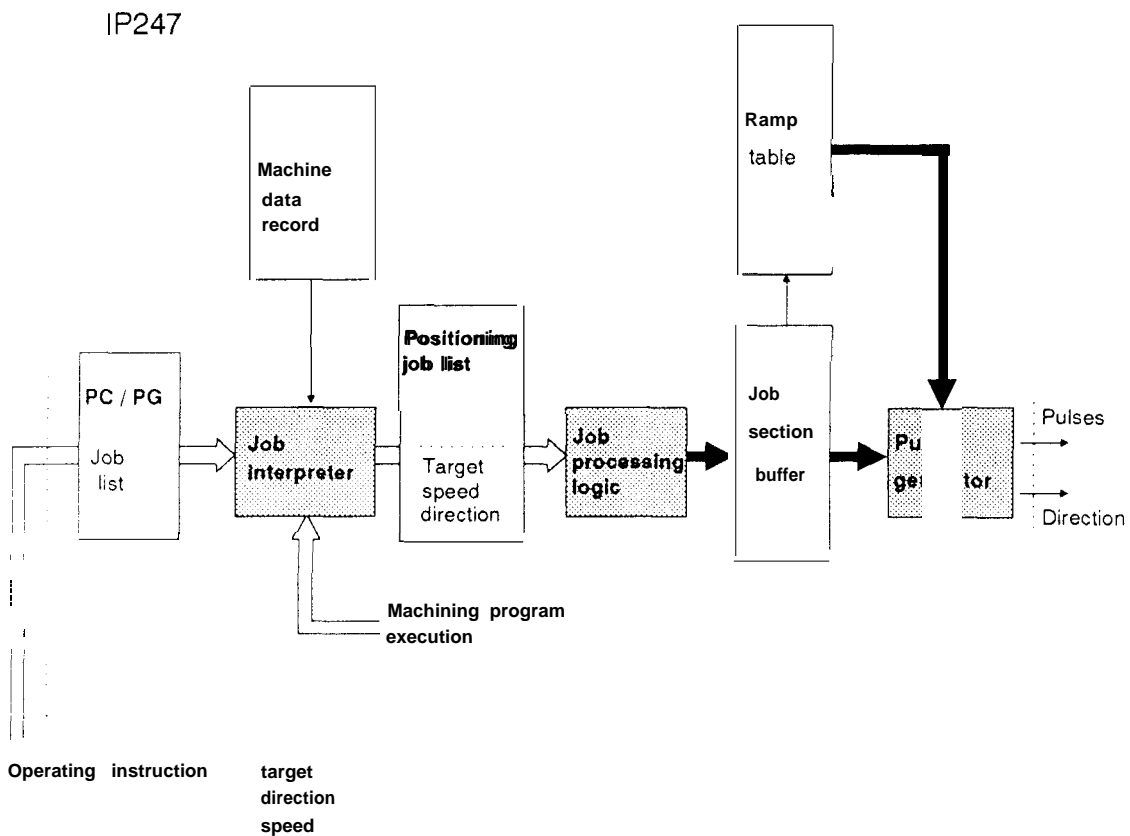 IP247
Machine
data
record
Ramp
table
PC / PG
Job
list
Job
interpreter
Positioning
job list
Target
speed
direction
Job
processing
logic
Job
section
buffer
Pulses
Direction
Machining program
execution
Operating instruction
target
direction
speed